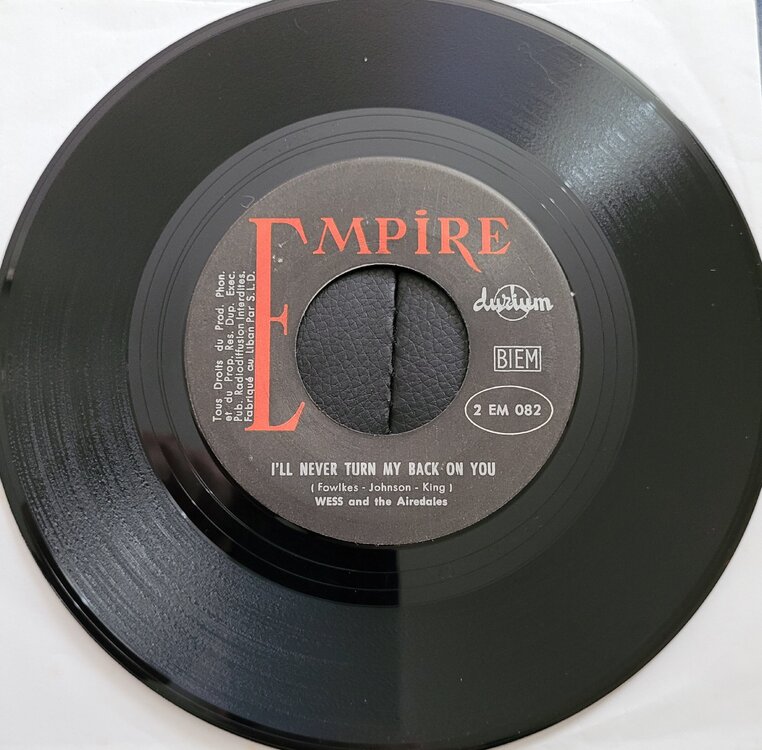 EMPiRE
durium
BIEM
2 EM 082
Tous Droits du Prod. Phon.
et du Prop. Res. Dup. Exec.
Pub. Radiodiffusion Interdites.
Fabriqué au Liban Par S.L.D.
I'LL NEVER TURN MY BACK ON YOU
( Fowlkes - Johnson - King )
WESS and the Airedales